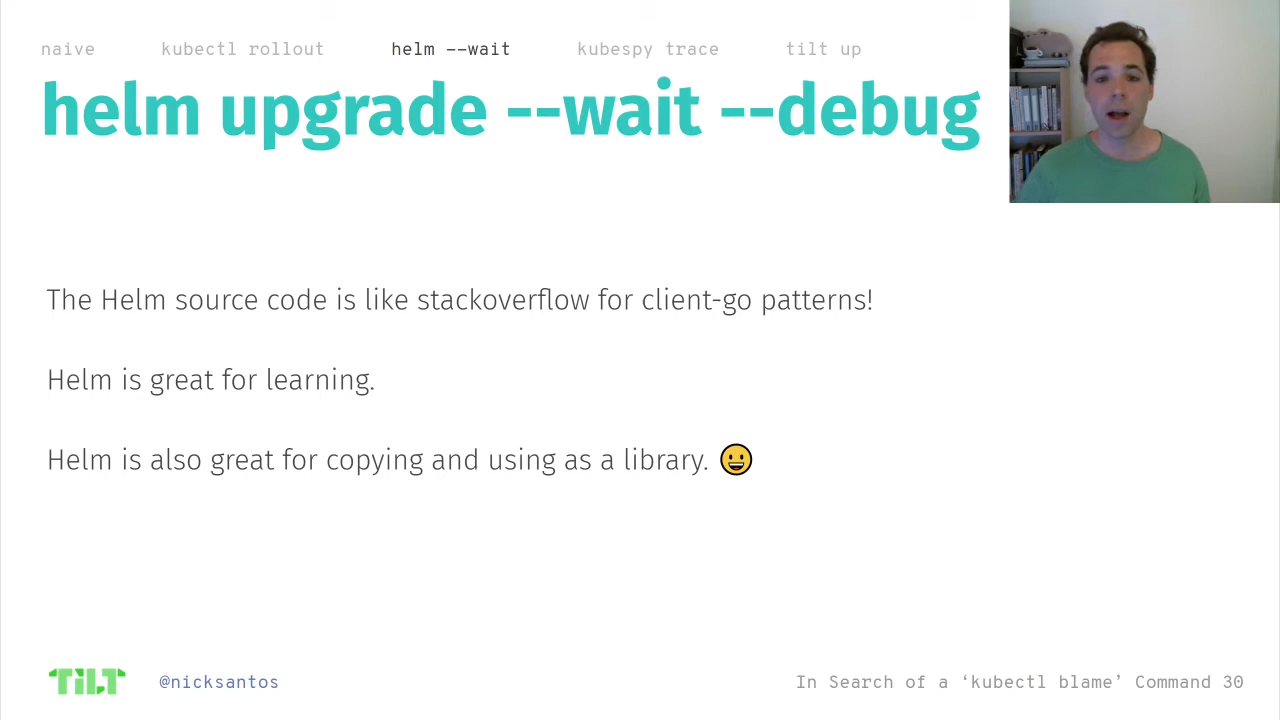 naive kubectl rollout helm --wait kubespy trace tilt up
helm upgrade --wait --debug
The Helm source code is like stackoverflow for client-go patterns!
Helm is great for learning.
Helm is also great for copying and using as a library. 😀
TILT @nicksantos In Search of a ‘kubectl blame’ Command 30